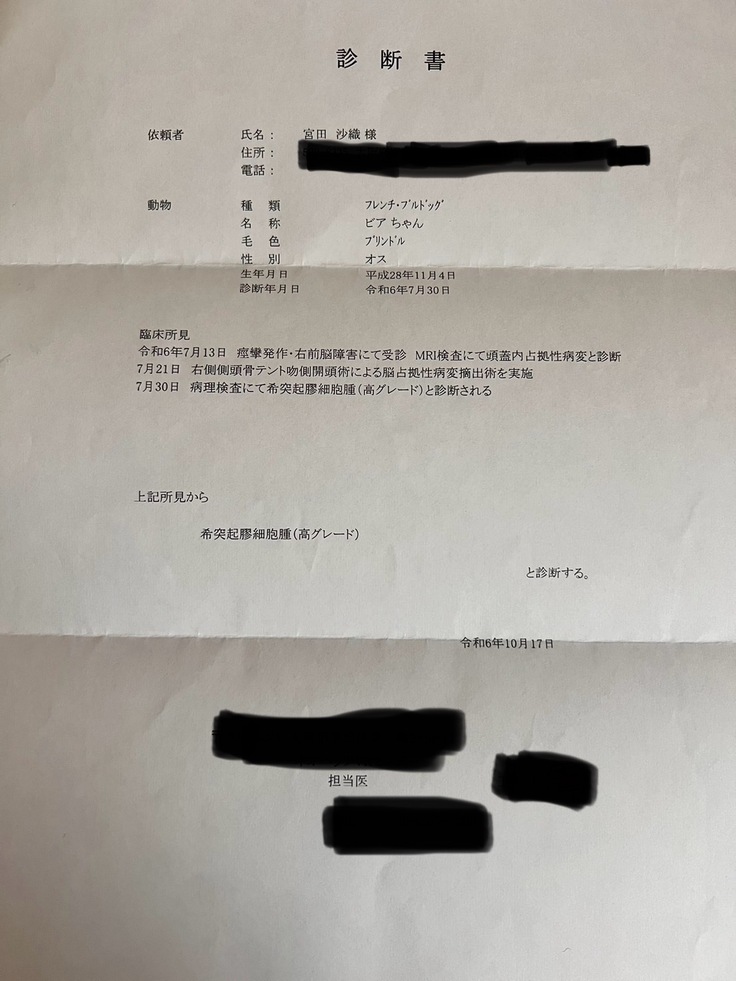 診断書
依頼者 氏名： 宮田 沙織 様
住所：
電話：
動物 種 類 ﾌﾚﾝﾁ・ﾌﾞﾙﾄﾞｯｸﾞ
名 称 ビア ちゃん
毛 色 ﾌﾞﾘﾝﾄﾞﾙ
性 別 オス
生年月日 平成28年11月4日
診断年月日 令和6年7月30日
臨床所見
令和6年7月13日 痙攣発作・右前脳障害にて受診 MRI検査にて頭蓋内占拠性病変と診断
7月21日 右側側頭骨テント吻側開頭術による脳占拠性病変摘出術を実施
7月30日 病理検査にて希突起膠細胞腫（高グレード）と診断される
上記所見から
希突起膠細胞腫（高グレード）
と診断する。
令和6年10月17日
担当医